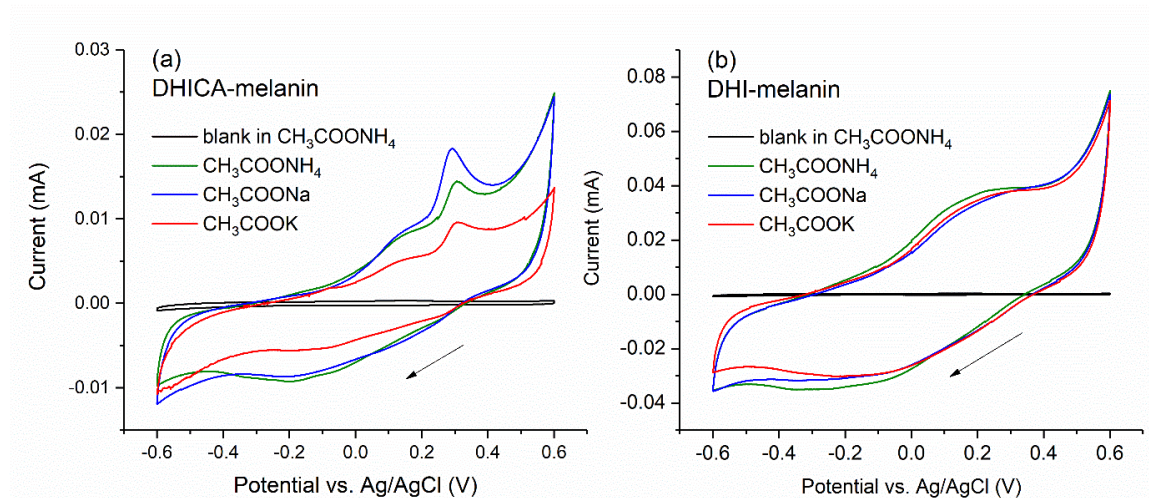 (a)
DHICA-melanin
blank in CH₃COONH₄
CH₃COONH₄
CH₃COONa
CH₃COOK
0.03
0.02
0.01
0.00
-0.01
Current (mA)
-0.6 -0.4 -0.2 0.0 0.2 0.4 0.6
Potential vs. Ag/AgCl (V)
(b)
DHI-melanin
blank in CH₃COONH₄
CH₃COONH₄
CH₃COONa
CH₃COOK
0.08
0.06
0.04
0.02
0.00
-0.02
-0.04
Current (mA)
-0.6 -0.4 -0.2 0.0 0.2 0.4 0.6
Potential vs. Ag/AgCl (V)